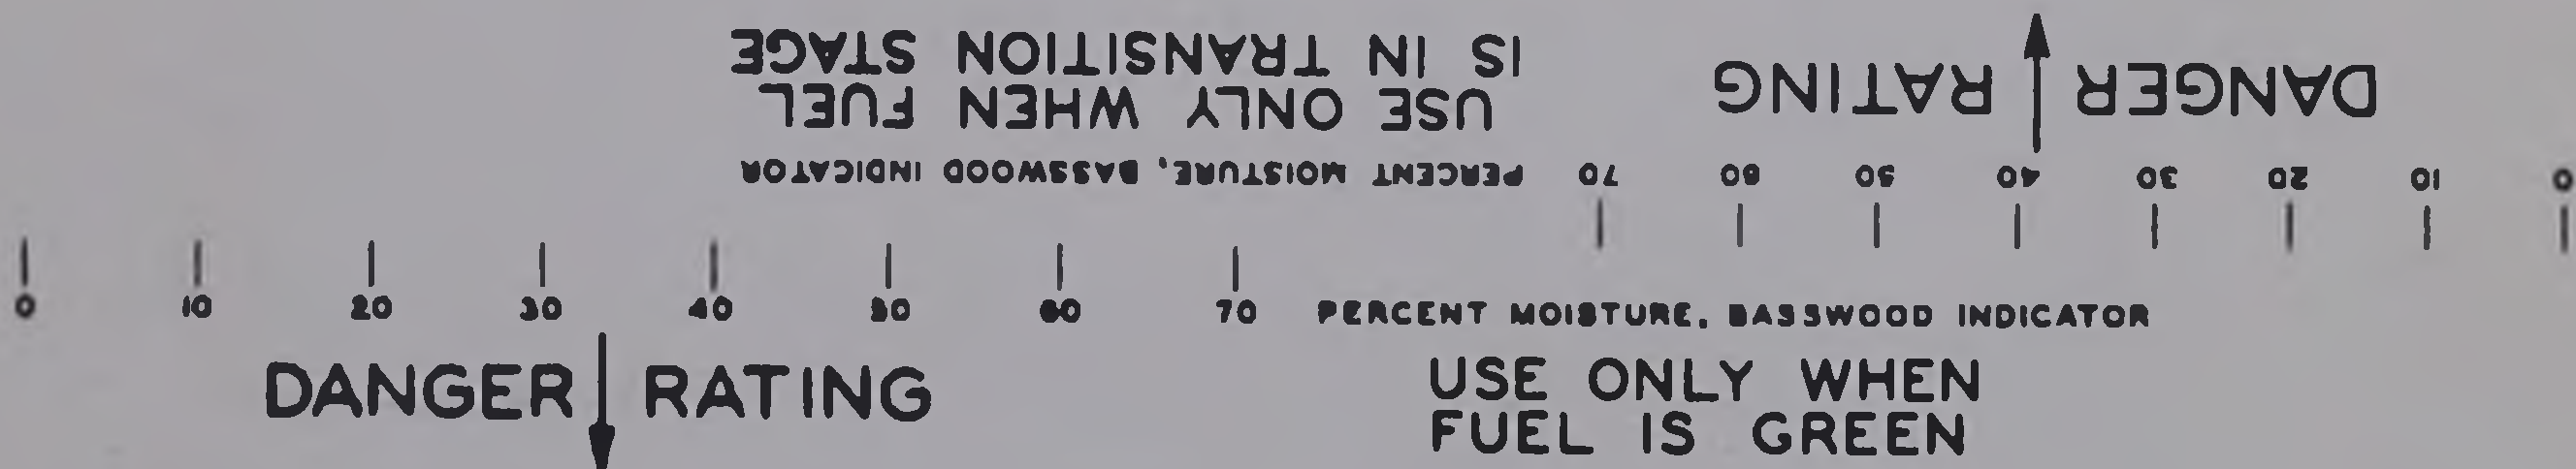 0 10 20 30 40 50 60 70 PERCENT MOISTURE, BASSWOOD INDICATOR
DANGER RATING
USE ONLY WHEN
FUEL IS GREEN
DANGER RATING
0 10 20 30 40 50 60 70 PERCENT MOISTURE, BASSWOOD INDICATOR
USE ONLY WHEN FUEL
IS IN TRANSITION STAGE